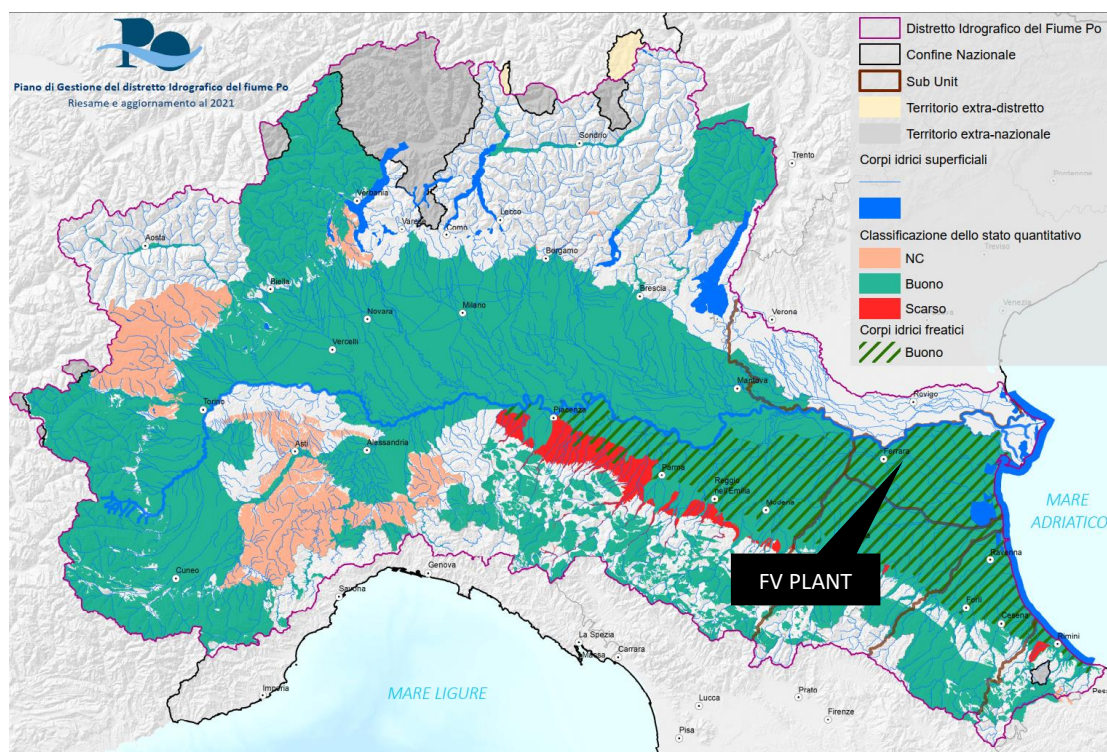 PO
Piano di Gestione del distretto Idrografico del fiume Po
Riesame e aggiornamento al 2021
Distretto Idrografico del Fiume Po
Confine Nazionale
Sub Unit
Territorio extra-distretto
Territorio extra-nazionale
Corpi idrici superficiali
Classificazione dello stato quantitativo
NC
Buono
Scarso
Corpi idrici freatici
Buono
Sondrio
Trento
Pordenone
Treviso
Venezia
Verbania
Varese
Como
Lecco
Aosta
Bergamo
Biella
Brescia
Verona
Milano
Novara
Vercelli
Mantova
Rovigo
Torino
Piacenza
Asti
Alessandria
Ferrara
Parma
Reggio
nell'Emilia
Modena
MARE
ADRIATICO
Ravenna
FV PLANT
Cuneo
Genova
Savona
Forlì
Cesena
Rimini
La Spezia
Massa
Carrara
Imperia
MARE LIGURE
Lucca
Prato
Firenze
Pisa